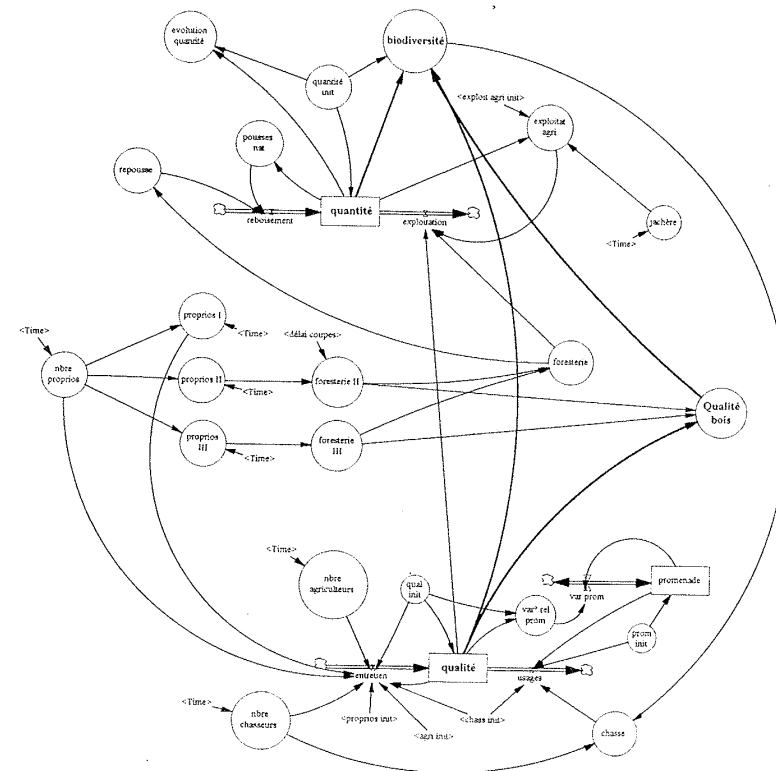 evolution
quantité
biodiversité
quantité
init
<exploit agri init>
exploitat
agri
pousses
nat
repousse
quantité
reboisement
exploitation
jachère
<Time>
<Time>
proprios I
<Time>
<délai coupes>
nbre
proprios
proprios II
<Time>
foresterie II
foresterie
Qualité
bois
proprios
III
<Time>
foresterie
III
<Time>
nbre
agriculteurs
qual
init
var° rel
prom
var prom
promenade
prom
init
qualité
entretien
usages
<Time>
nbre
chasseurs
<proprios init>
<agri init>
<chass init>
chasse